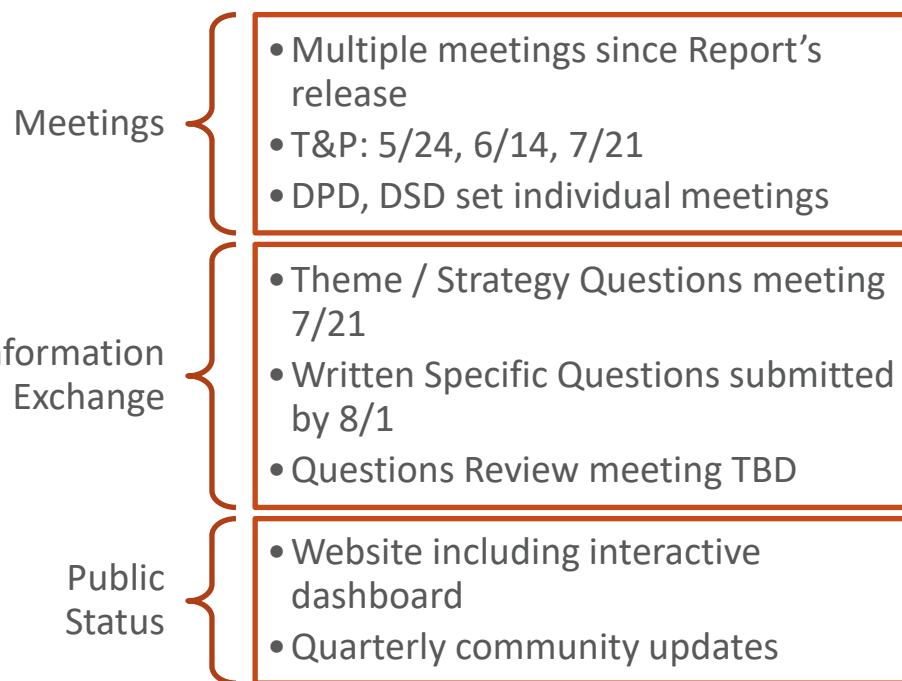 Meetings
• Multiple meetings since Report's
release
• T&P: 5/24, 6/14, 7/21
• DPD, DSD set individual meetings
nformation
Exchange
• Theme / Strategy Questions meeting
7/21
• Written Specific Questions submitted
by 8/1
• Questions Review meeting TBD
Public
Status
• Website including interactive
dashboard
• Quarterly community updates